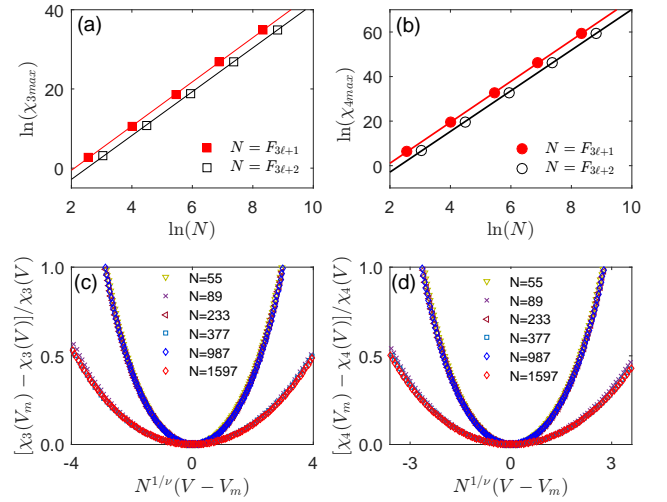 (a)
ln(χ3max)
40
20
0
N = F3ℓ+1
N = F3ℓ+2
2 4 6 8 10
ln(N)
(b)
ln(χ4max)
60
40
20
0
N = F3ℓ+1
N = F3ℓ+2
2 4 6 8 10
ln(N)
(c)
[χ3(Vm) − χ3(V)]/χ3(V)
1.0
0.5
0.0
N=55
N=89
N=233
N=377
N=987
N=1597
-4 0 4
N1/ν(V − Vm)
(d)
[χ4(Vm) − χ4(V)]/χ4(V)
1.0
0.5
0.0
N=55
N=89
N=233
N=377
N=987
N=1597
-3 0 3
N1/ν(V − Vm)